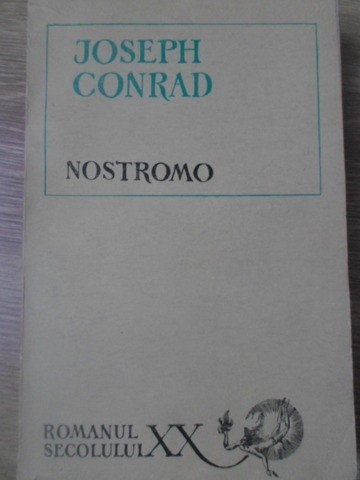 JOSEPH
CONRAD
NOSTROMO
ROMANUL
SECOLULUI XX